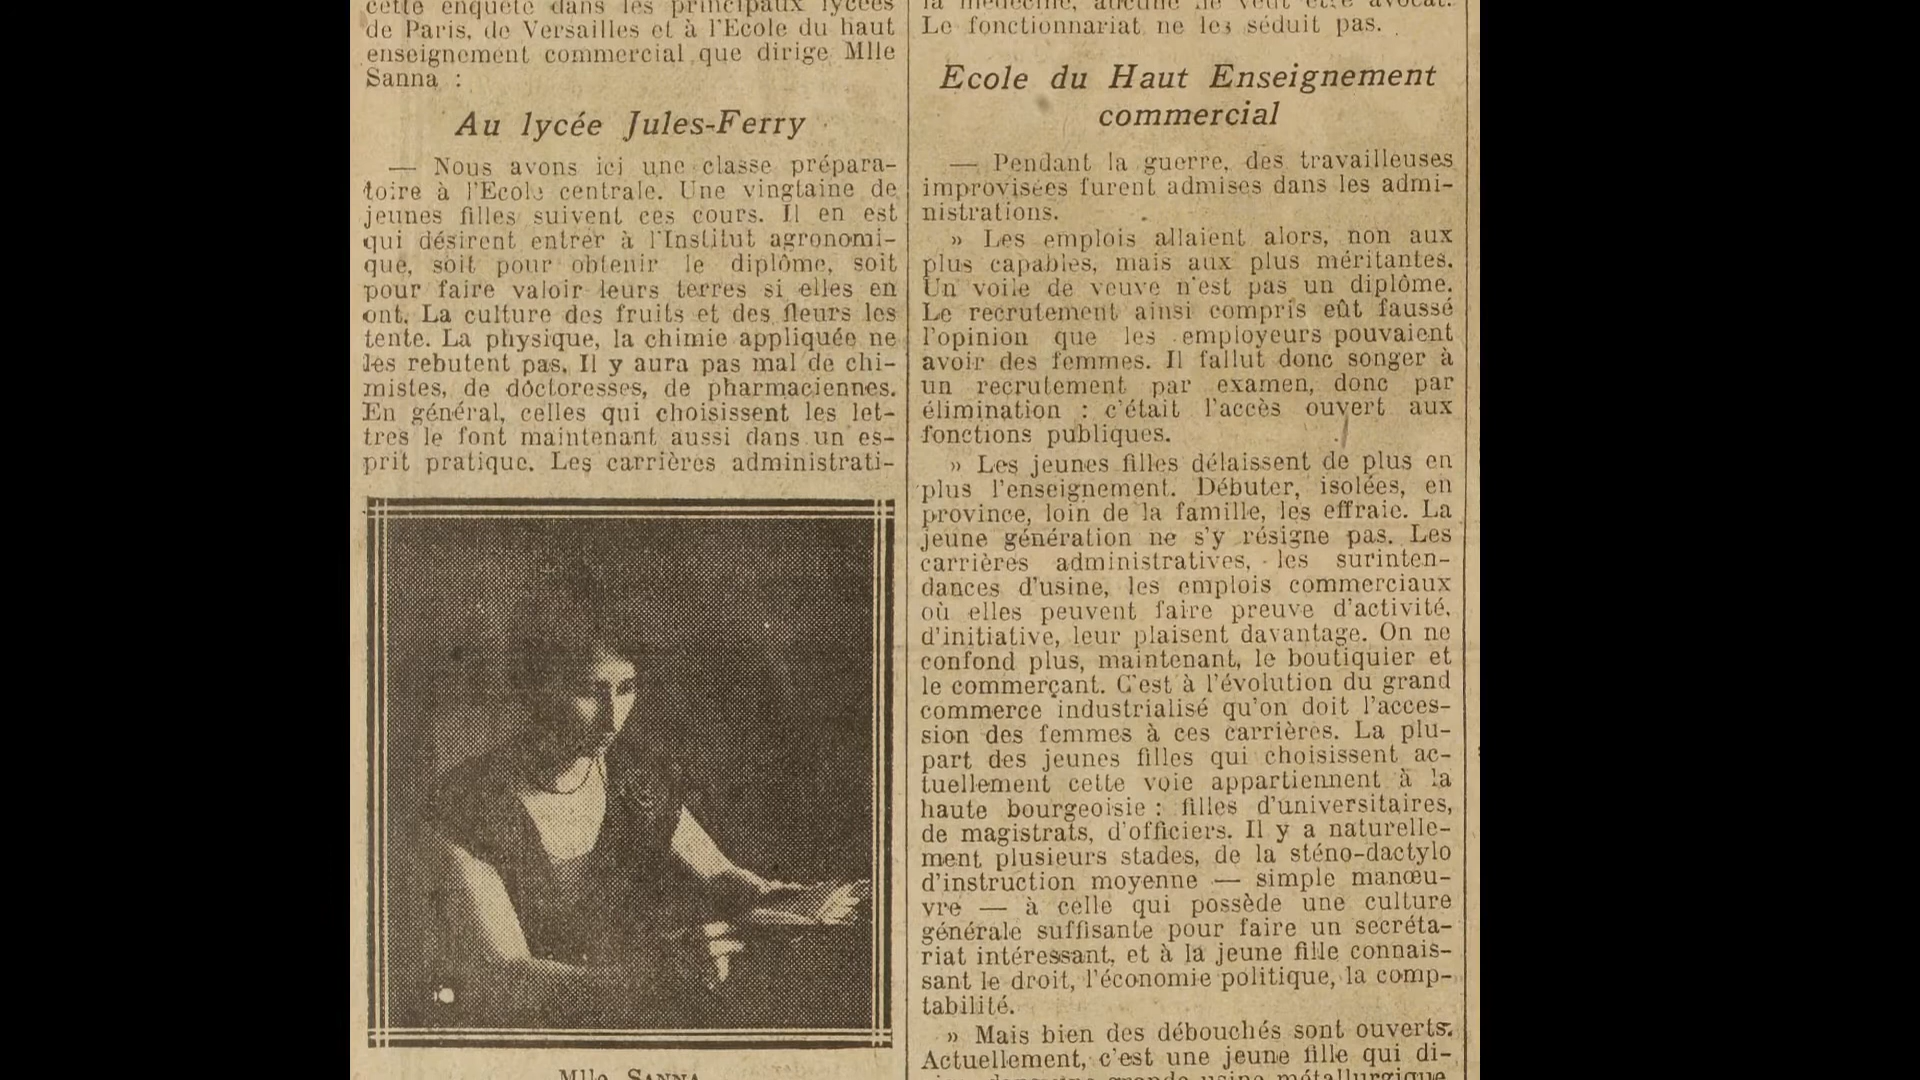 cette enquête dans les principaux lycées
de Paris, de Versailles et à l'Ecole du haut
enseignement commercial que dirige Mlle
Sanna :
Au lycée Jules-Ferry
— Nous avons ici une classe prépara-
toire à l'Ecole centrale. Une vingtaine de
jeunes filles suivent ces cours. Il en est
qui désirent entrer à l'Institut agronomi-
que, soit pour obtenir le diplôme, soit
pour faire valoir leurs terres si elles en
ont. La culture des fruits et des fleurs les
tente. La physique, la chimie appliquée ne
les rebutent pas. Il y aura pas mal de chi-
mistes, de doctoresses, de pharmaciennes.
En général, celles qui choisissent les let-
tres le font maintenant aussi dans un es-
prit pratique. Les carrières administrati-
Mlle SANNA
la médecine, aucune ne veut être avocat.
Le fonctionnariat ne les séduit pas.
Ecole du Haut Enseignement
commercial
— Pendant la guerre, des travailleuses
improvisées furent admises dans les admi-
nistrations.
» Les emplois allaient alors, non aux
plus capables, mais aux plus méritantes.
Un voile de veuve n'est pas un diplôme.
Le recrutement ainsi compris eût faussé
l'opinion que les employeurs pouvaient
avoir des femmes. Il fallut donc songer à
un recrutement par examen, donc par
élimination : c'était l'accès ouvert aux
fonctions publiques.
» Les jeunes filles délaissent de plus en
plus l'enseignement. Débuter, isolées, en
province, loin de la famille, les effraie. La
jeune génération ne s'y résigne pas. Les
carrières administratives, les surinten-
dances d'usine, les emplois commerciaux
où elles peuvent faire preuve d'activité,
d'initiative, leur plaisent davantage. On ne
confond plus, maintenant, le boutiquier et
le commerçant. C'est à l'évolution du grand
commerce industrialisé qu'on doit l'acces-
sion des femmes à ces carrières. La plu-
part des jeunes filles qui choisissent ac-
tuellement cette voie appartiennent à la
haute bourgeoisie : filles d'universitaires,
de magistrats, d'officiers. Il y a naturelle-
ment plusieurs stades, de la sténo-dactylo
d'instruction moyenne — simple manœu-
vre — à celle qui possède une culture
générale suffisante pour faire un secréta-
riat intéressant, et à la jeune fille connais-
sant le droit, l'économie politique, la comp-
tabilité.
» Mais bien des débouchés sont ouverts.
Actuellement, c'est une jeune fille qui di-
une grande usine métallurgique